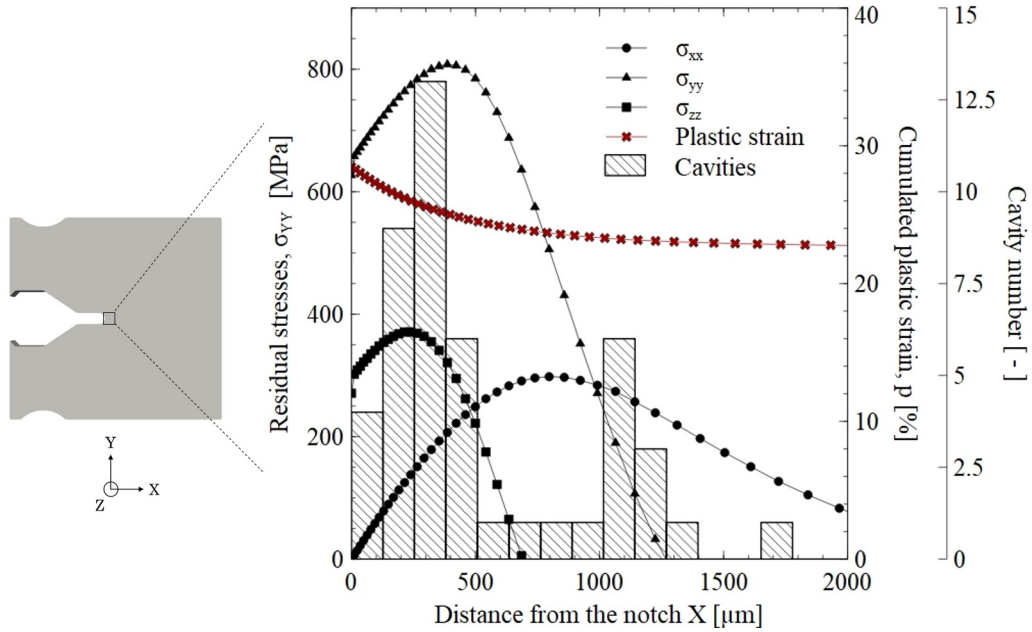 σxx
σyy
σzz
Plastic strain
Cavities
Residual stresses, σYY [MPa]
800
600
400
200
0
40
30
20
10
0
Cumulated plastic strain, p [%]
15
12.5
10
7.5
5
2.5
0
Cavity number [ - ]
0
500
1000
1500
2000
Distance from the notch X [μm]
Y
X
Z